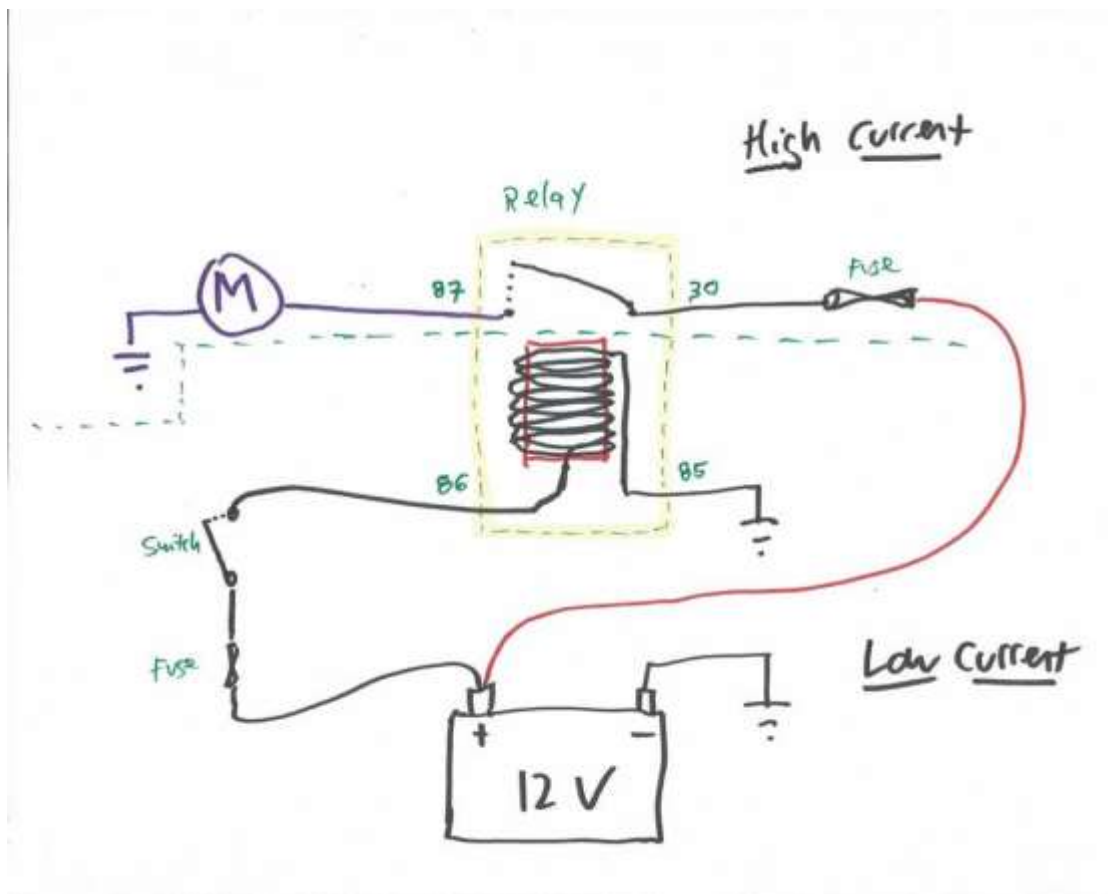 High Current
Relay
M
87
30
Fuse
86
85
Switch
Fuse
Low Current
+
-
12 V